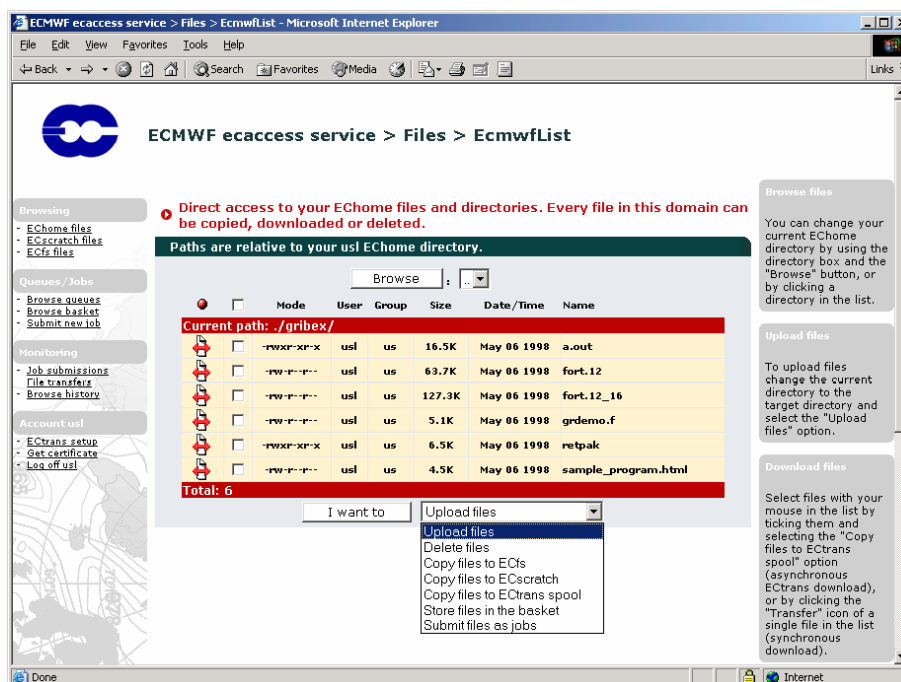 ECMWF ecaccess service > Files > EcmwfList - Microsoft Internet Explorer
File Edit View Favorites Tools Help
Back Search Favorites Media Links
ECMWF ecaccess service > Files > EcmwfList
Browsing
- EChome files
- ECscratch files
- ECfs files
Queues/Jobs
- Browse queues
- Browse basket
- Submit new job
Monitoring
- Job submissions
File transfers
- Browse history
Account usl
- ECtrans setup
- Get certificate
- Log off usl
Direct access to your EChome files and directories. Every file in this domain can
be copied, downloaded or deleted.
Paths are relative to your usl EChome directory.
Browse : ..
Mode User Group Size Date/Time Name
Current path: ./gribex/
-rwxr-xr-x usl us 16.5K May 06 1998 a.out
-rw-r--r-- usl us 63.7K May 06 1998 fort.12
-rw-r--r-- usl us 127.3K May 06 1998 fort.12_16
-rw-r--r-- usl us 5.1K May 06 1998 grdemo.f
-rwxr-xr-x usl us 6.5K May 06 1998 retpak
-rw-r--r-- usl us 4.5K May 06 1998 sample_program.html
Total: 6
I want to Upload files
Upload files
Delete files
Copy files to ECfs
Copy files to ECscratch
Copy files to ECtrans spool
Store files in the basket
Submit files as jobs
Browse files
You can change your
current EChome
directory by using the
directory box and the
"Browse" button, or
by clicking a
directory in the list.
Upload files
To upload files
change the current
directory to the
target directory and
select the "Upload
files" option.
Download files
Select files with your
mouse in the list by
ticking them and
selecting the "Copy
files to ECtrans
spool" option
(asynchronous
ECtrans download),
or by clicking the
"Transfer" icon of a
single file in the list
(synchronous
download).
Done Internet